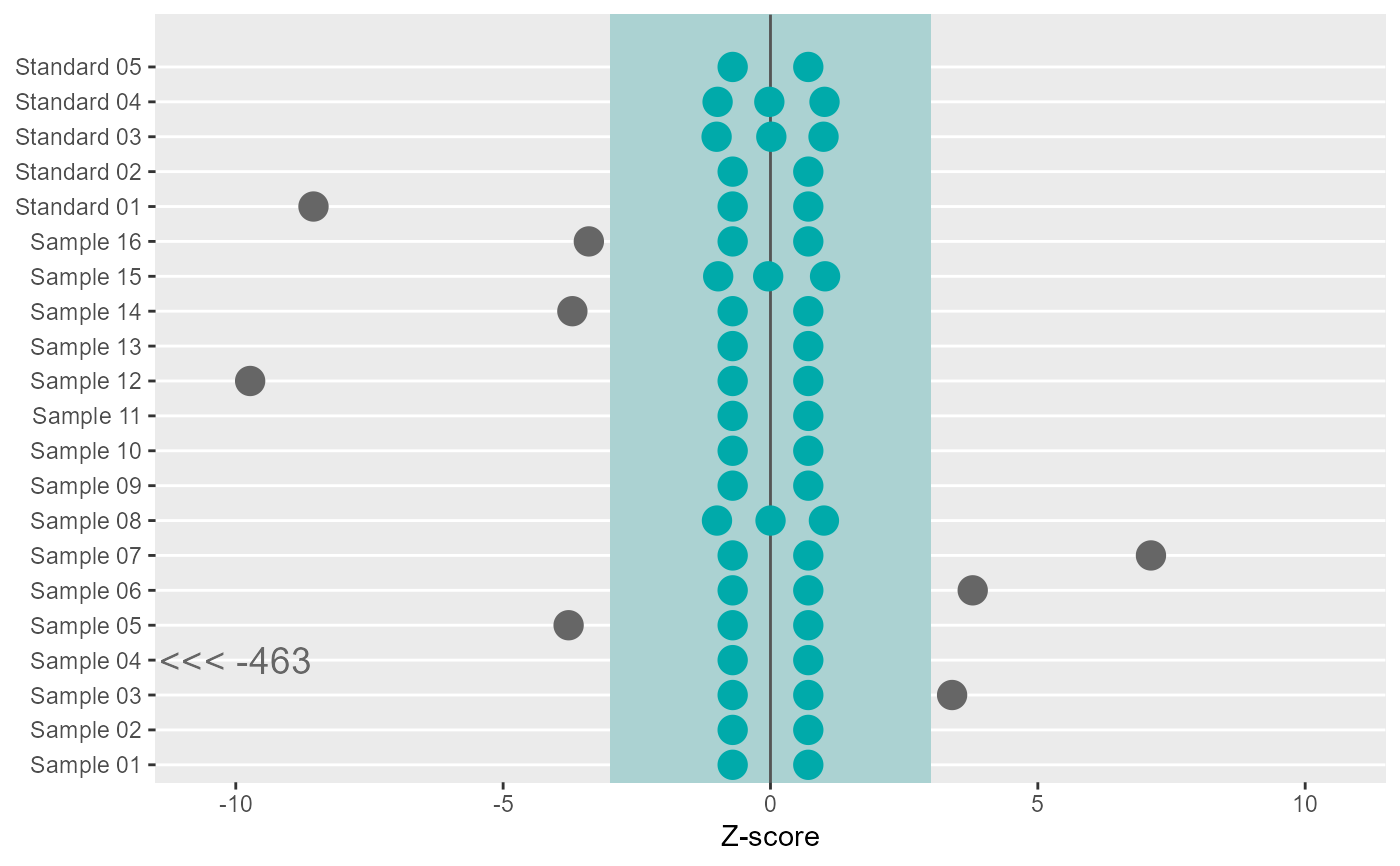 Standard 05
Standard 04
Standard 03
Standard 02
Standard 01
Sample 16
Sample 15
Sample 14
Sample 13
Sample 12
Sample 11
Sample 10
Sample 09
Sample 08
Sample 07
Sample 06
Sample 05
Sample 04 <<< -463
Sample 03
Sample 02
Sample 01
-10 -5 0 5 10
Z-score